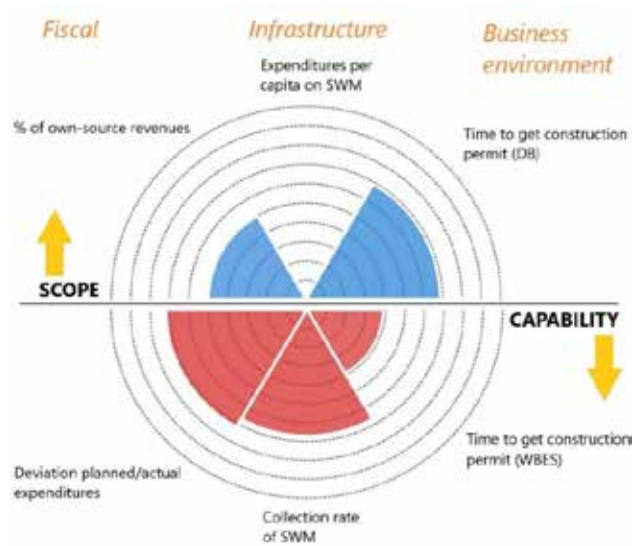 Fiscal
Infrastructure
Business
environment
Expenditures per
capita on SWM
% of own-source revenues
Time to get construction
permit (DB)
SCOPE
CAPABILITY
Deviation planned/actual
expenditures
Collection rate
of SWM
Time to get construction
permit (WBES)